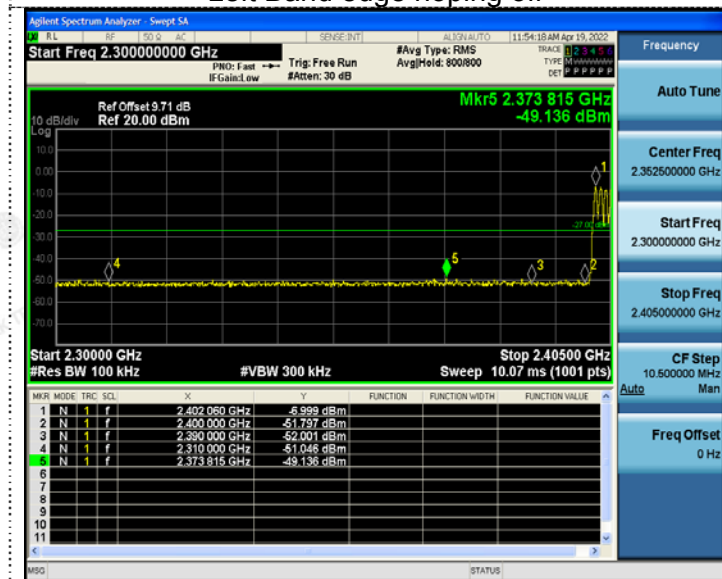 Agilent Spectrum Analyzer - Swept SA
RL RF 50 Ω AC SENSE:INT ALIGN AUTO 11:54:18 AM Apr 19, 2022
Start Freq 2.300000000 GHz
PNO: Fast
IFGain:Low
Trig: Free Run
#Atten: 30 dB
#Avg Type: RMS
Avg|Hold: 800/800
TRACE 1 2 3 4 5 6
TYPE M
DET P P P P P P
Ref Offset 9.71 dB
Ref 20.00 dBm
Mkr5 2.373 815 GHz
-49.136 dBm
10 dB/div
Log
10.0
0.00
-10.0
-20.0
-30.0
-40.0
-50.0
-60.0
-70.0
1
4
5
3
2
Start 2.30000 GHz
Stop 2.40500 GHz
#Res BW 100 kHz
#VBW 300 kHz
Sweep 10.07 ms (1001 pts)
MKR MODE TRC SCL X Y FUNCTION FUNCTION WIDTH FUNCTION VALUE
1 N 1 f 2.402 060 GHz -6.999 dBm
2 N 1 f 2.400 000 GHz -51.797 dBm
3 N 1 f 2.390 000 GHz -52.001 dBm
4 N 1 f 2.310 000 GHz -51.046 dBm
5 N 1 f 2.373 815 GHz -49.136 dBm
6
7
8
9
10
11
MSG
STATUS
Frequency
Auto Tune
Center Freq
2.352500000 GHz
Start Freq
2.300000000 GHz
Stop Freq
2.405000000 GHz
CF Step
10.500000 MHz
Auto Man
Freq Offset
0 Hz